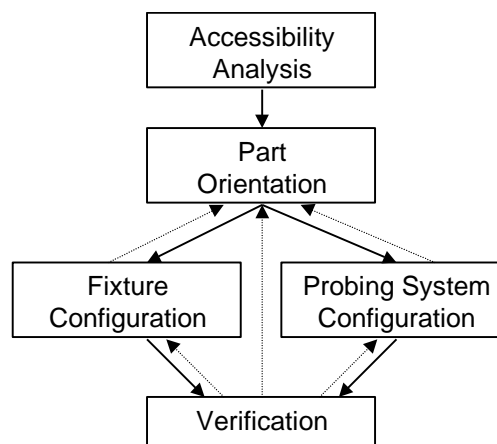 Accessibility
Analysis
Part
Orientation
Fixture
Configuration
Probing System
Configuration
Verification